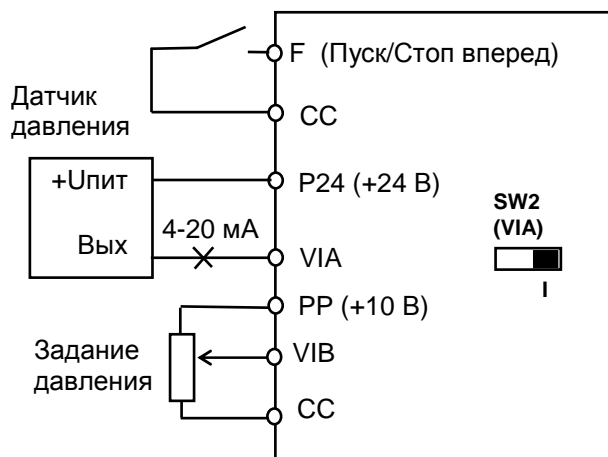 F (Пуск/Стоп вперед)
Датчик
давления
CC
+Uпит
P24 (+24 В)
SW2
(VIA)
Вых
4-20 мА
VIA
I
PP (+10 В)
Задание
давления
VIB
CC